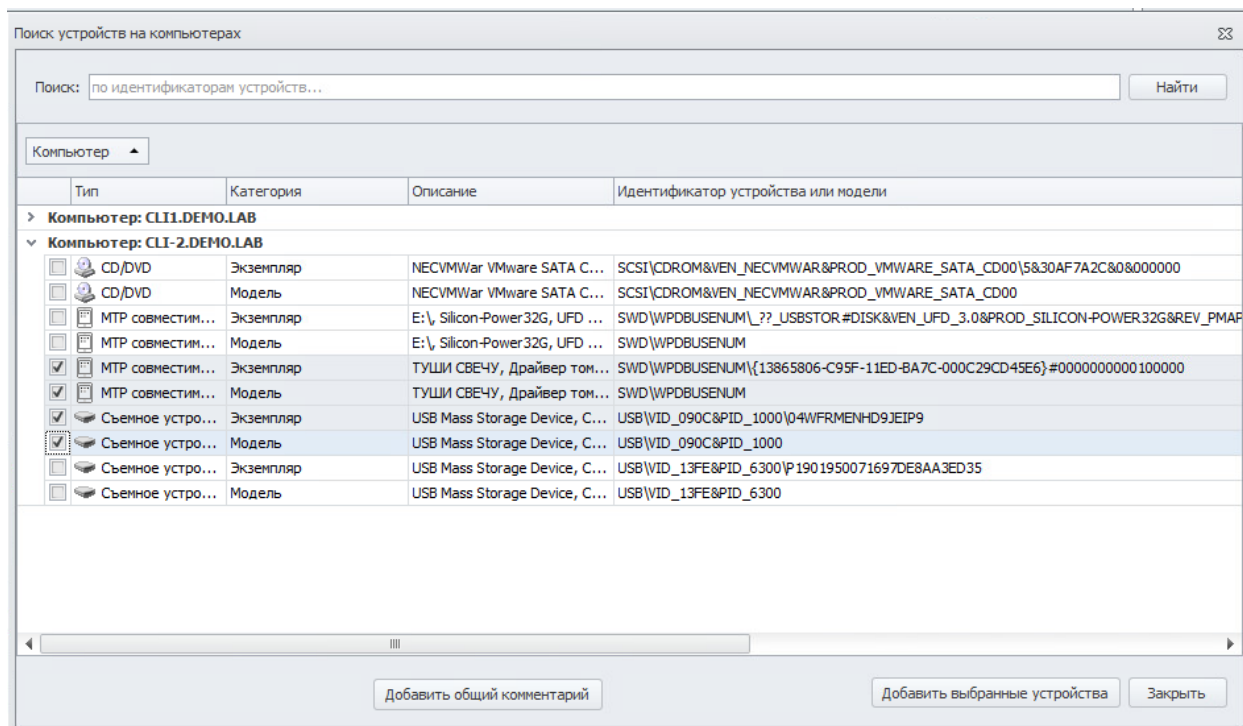 Поиск устройств на компьютерах
Поиск: по идентификаторам устройств... Найти
Компьютер
Тип Категория Описание Идентификатор устройства или модели
Компьютер: CLI1.DEMO.LAB
Компьютер: CLI-2.DEMO.LAB
CD/DVD Экземпляр NECVMWar VMware SATA C... SCSI\CDROM&VEN_NECVMWAR&PROD_VMWARE_SATA_CD00\5&30AF7A2C&0&000000
CD/DVD Модель NECVMWar VMware SATA C... SCSI\CDROM&VEN_NECVMWAR&PROD_VMWARE_SATA_CD00
МТР совместим... Экземпляр E:\, Silicon-Power32G, UFD ... SWD\WPDBUSENUM\_??_USBSTOR#DISK&VEN_UFD_3.0&PROD_SILICON-POWER32G&REV_PMAP
МТР совместим... Модель E:\, Silicon-Power32G, UFD ... SWD\WPDBUSENUM
МТР совместим... Экземпляр ТУШИ СВЕЧУ, Драйвер том... SWD\WPDBUSENUM\{13865806-C95F-11ED-BA7C-000C29CD45E6}#0000000000100000
МТР совместим... Модель ТУШИ СВЕЧУ, Драйвер том... SWD\WPDBUSENUM
Съемное устро... Экземпляр USB Mass Storage Device, C... USB\VID_090C&PID_1000\04WFRMENHD9JEIP9
Съемное устро... Модель USB Mass Storage Device, C... USB\VID_090C&PID_1000
Съемное устро... Экземпляр USB Mass Storage Device, C... USB\VID_13FE&PID_6300\P1901950071697DE8AA3ED35
Съемное устро... Модель USB Mass Storage Device, C... USB\VID_13FE&PID_6300
Добавить общий комментарий Добавить выбранные устройства Закрыть